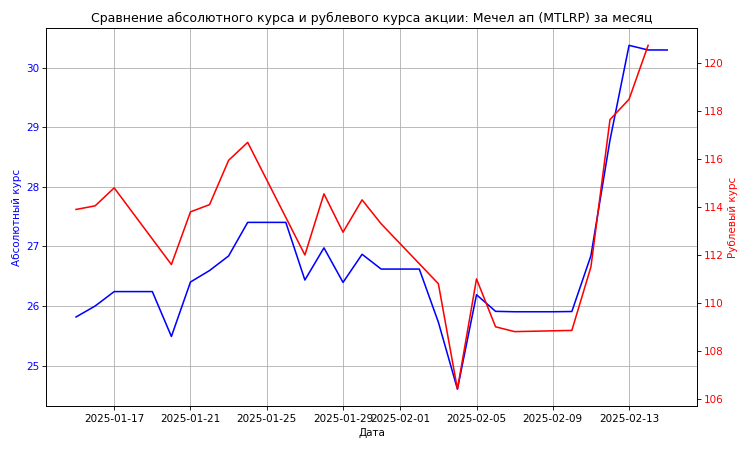 Сравнение абсолютного курса и рублевого курса акции: Мечел ап (MTLRP) за месяц
Абсолютный курс
30
29
28
27
26
25
120
118
116
114
112
110
108
106
Рублевый курс
2025-01-17 2025-01-21 2025-01-25 2025-01-29 2025-02-01 2025-02-05 2025-02-09 2025-02-13
Дата